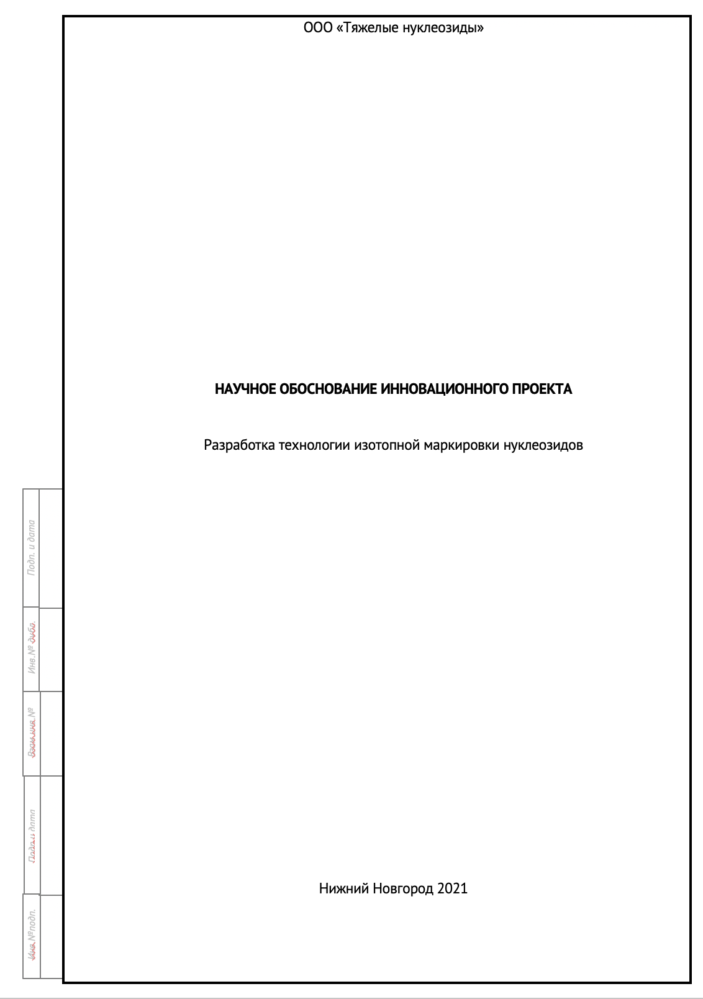 ООО «Тяжелые нуклеозиды»
НАУЧНОЕ ОБОСНОВАНИЕ ИННОВАЦИОННОГО ПРОЕКТА
Разработка технологии изотопной маркировки нуклеозидов
Подп. и дата
Инв.№ дубл.
Взам.инв.№
Подп и дата
Инв.№подп.
Нижний Новгород 2021